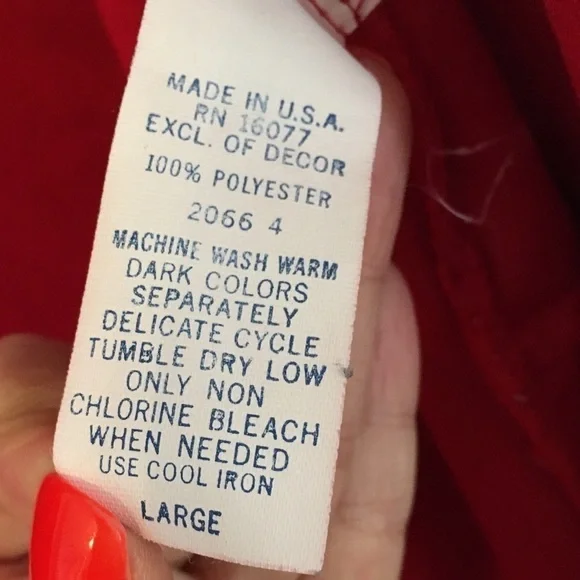 MADE IN U.S.A.
RN 16077
EXCL. OF DECOR
100% POLYESTER
2066 4
MACHINE WASH WARM
DARK COLORS
SEPARATELY
DELICATE CYCLE
TUMBLE DRY LOW
ONLY NON
CHLORINE BLEACH
WHEN NEEDED
USE COOL IRON
LARGE